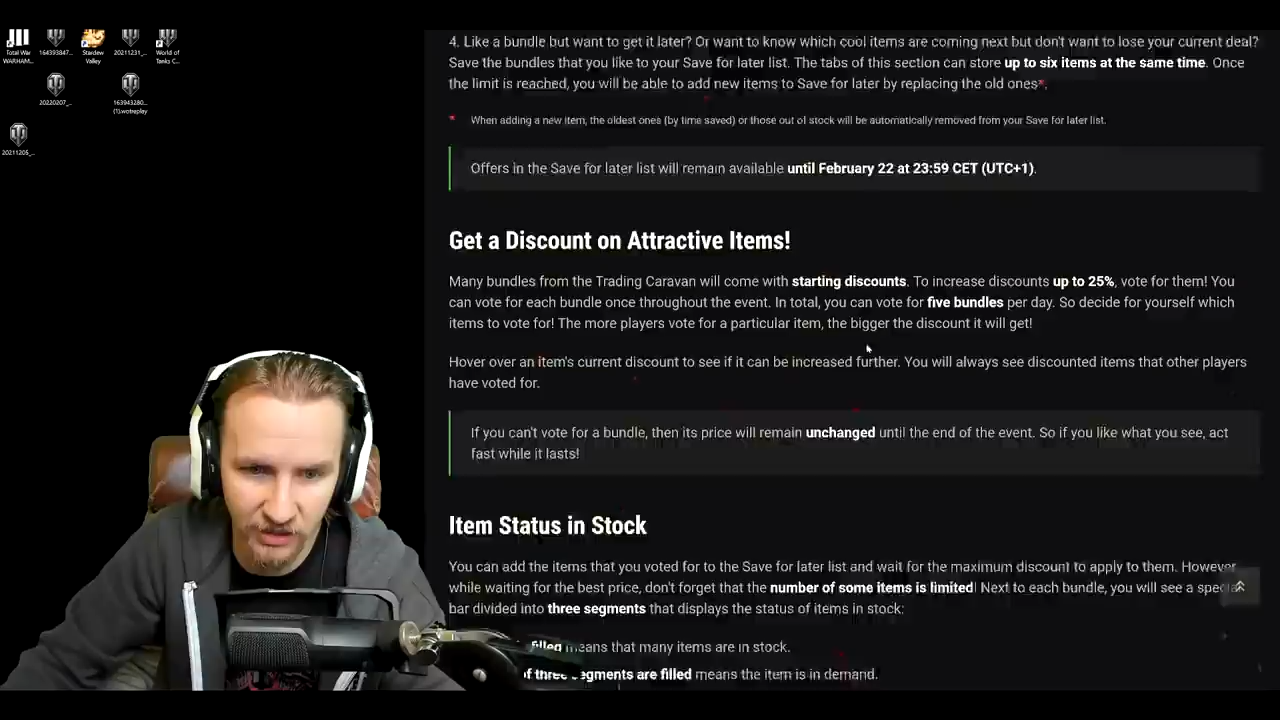 Total War
WARHAM...
164393847...
Stardew
Valley
20211231_...
World of
Tanks C...
20220207_...
163943280...
(1).wotreplay
20211205_...
4. Like a bundle but want to get it later? Or want to know which cool items are coming next but don't want to lose your current deal?
Save the bundles that you like to your Save for later list. The tabs of this section can store up to six items at the same time. Once
the limit is reached, you will be able to add new items to Save for later by replacing the old ones*.
* When adding a new item, the oldest ones (by time saved) or those out of stock will be automatically removed from your Save for later list.
Offers in the Save for later list will remain available until February 22 at 23:59 CET (UTC+1).
Get a Discount on Attractive Items!
Many bundles from the Trading Caravan will come with starting discounts. To increase discounts up to 25%, vote for them! You
can vote for each bundle once throughout the event. In total, you can vote for five bundles per day. So decide for yourself which
items to vote for! The more players vote for a particular item, the bigger the discount it will get!
Hover over an item's current discount to see if it can be increased further. You will always see discounted items that other players
have voted for.
If you can't vote for a bundle, then its price will remain unchanged until the end of the event. So if you like what you see, act
fast while it lasts!
Item Status in Stock
You can add the items that you voted for to the Save for later list and wait for the maximum discount to apply to them. However
while waiting for the best price, don't forget that the number of some items is limited! Next to each bundle, you will see a special
bar divided into three segments that displays the status of items in stock:
filled means that many items are in stock.
of three segments are filled means the item is in demand.